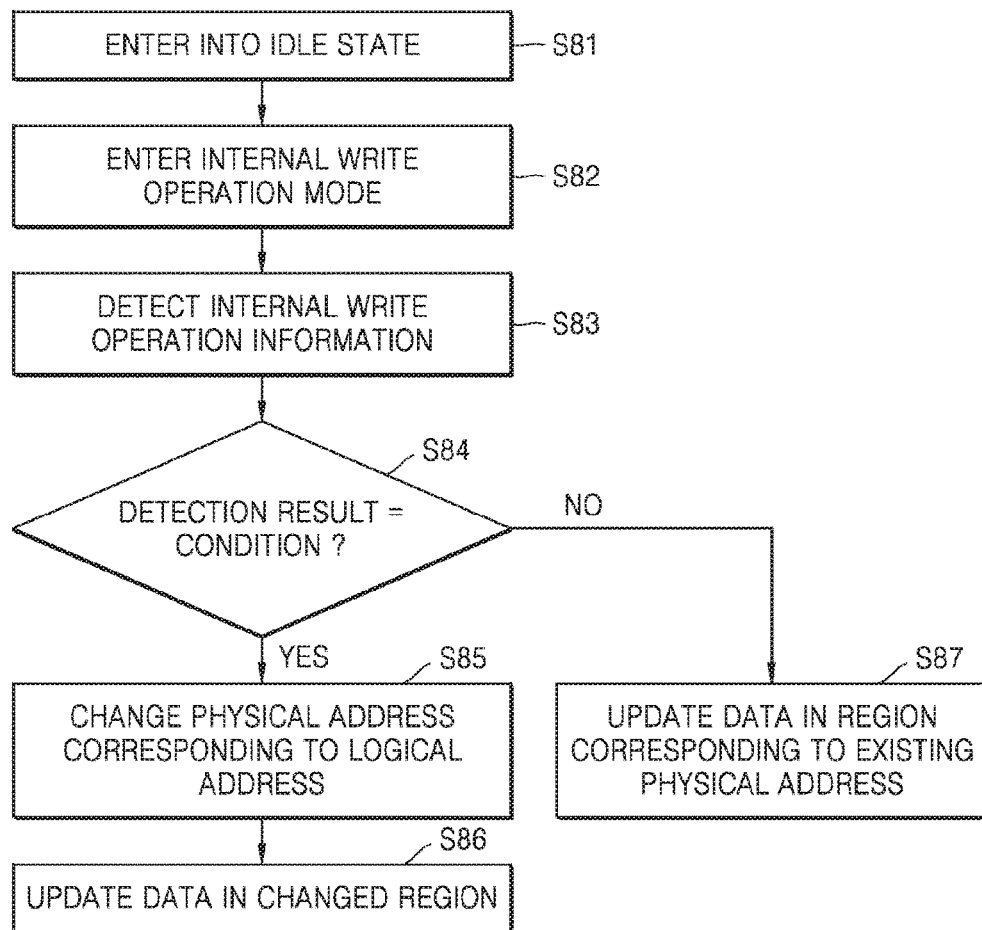 ENTER INTO IDLE STATE
S81
ENTER INTERNAL WRITE
OPERATION MODE
S82
DETECT INTERNAL WRITE
OPERATION INFORMATION
S83
S84
DETECTION RESULT =
CONDITION ?
NO
YES
S85
CHANGE PHYSICAL ADDRESS
CORRESPONDING TO LOGICAL
ADDRESS
S87
UPDATE DATA IN REGION
CORRESPONDING TO EXISTING
PHYSICAL ADDRESS
S86
UPDATE DATA IN CHANGED REGION